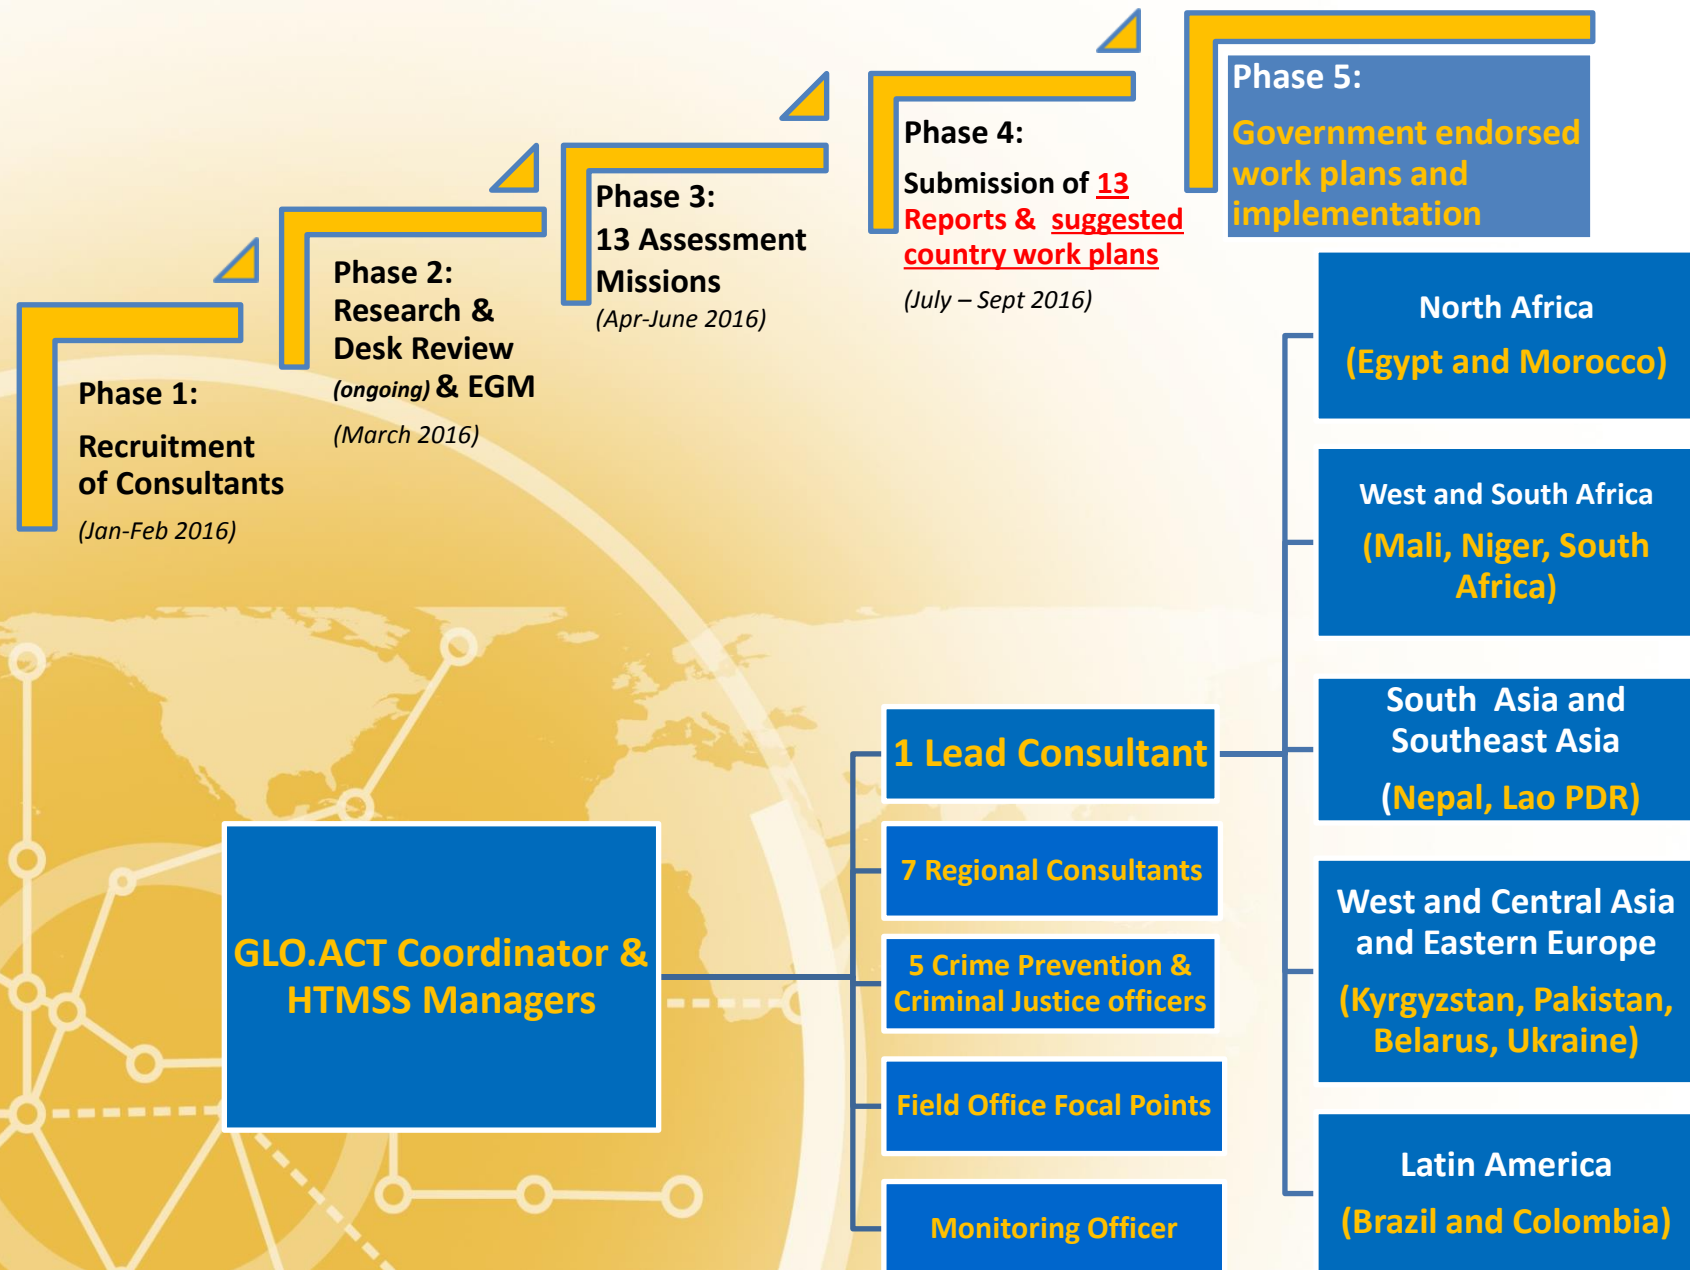 Phase 1:
Recruitment
of Consultants
(Jan-Feb 2016)
Phase 2:
Research &
Desk Review
(ongoing) & EGM
(March 2016)
Phase 3:
13 Assessment
Missions
(Apr-June 2016)
Phase 4:
Submission of 13
Reports & suggested
country work plans
(July – Sept 2016)
Phase 5:
Government endorsed
work plans and
implementation
GLO.ACT Coordinator &
HTMSS Managers
1 Lead Consultant
7 Regional Consultants
5 Crime Prevention &
Criminal Justice officers
Field Office Focal Points
Monitoring Officer
North Africa
(Egypt and Morocco)
West and South Africa
(Mali, Niger, South
Africa)
South Asia and
Southeast Asia
(Nepal, Lao PDR)
West and Central Asia
and Eastern Europe
(Kyrgyzstan, Pakistan,
Belarus, Ukraine)
Latin America
(Brazil and Colombia)